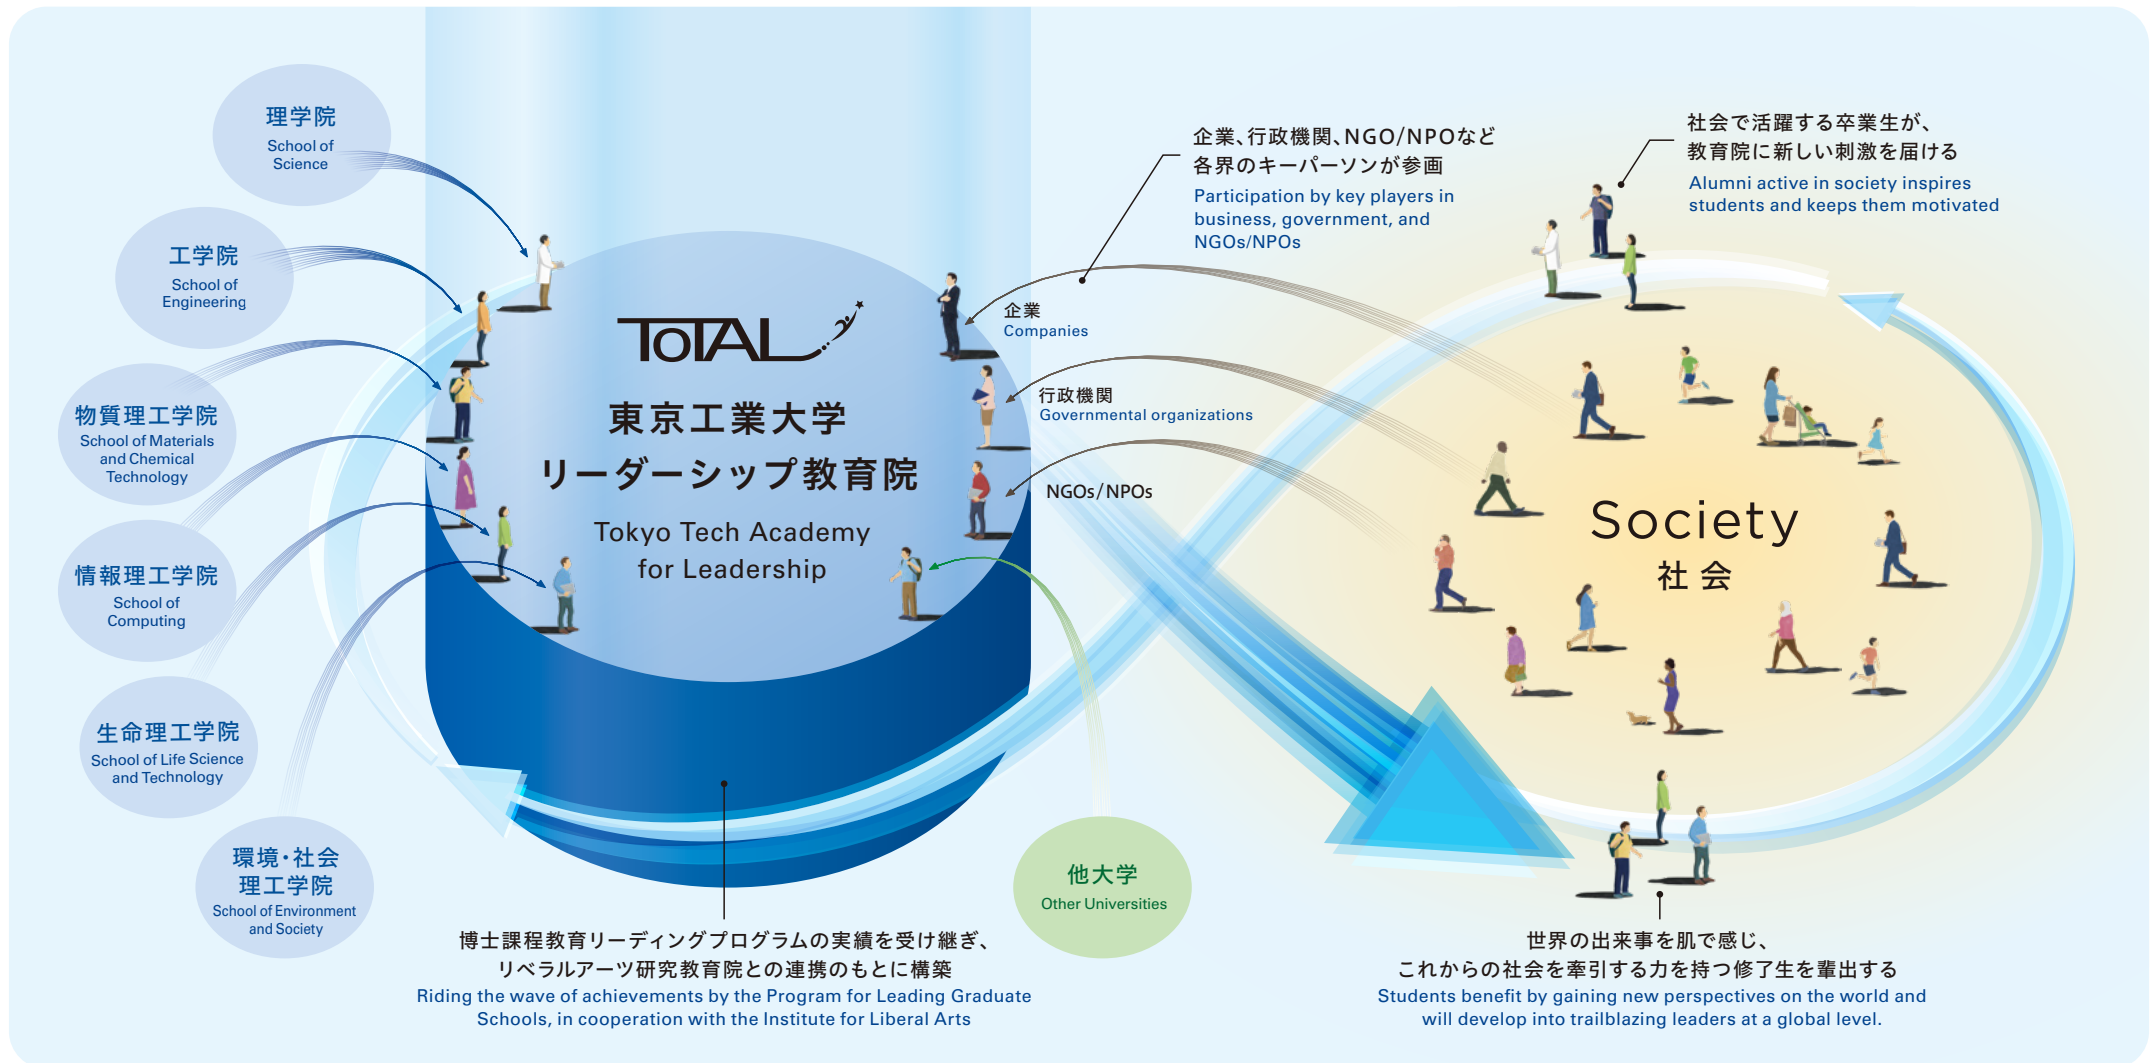 理学院
School of
Science
工学院
School of
Engineering
物質理工学院
School of Materials
and Chemical
Technology
情報理工学院
School of
Computing
生命理工学院
School of Life Science
and Technology
環境・社会
理工学院
School of Environment
and Society
ToTAL
東京工業大学
リーダーシップ教育院
Tokyo Tech Academy
for Leadership
企業、行政機関、NGO/NPOなど
各界のキーパーソンが参画
Participation by key players in
business, government, and
NGOs/NPOs
企業
Companies
行政機関
Governmental organizations
NGOs/NPOs
他大学
Other Universities
社会で活躍する卒業生が、
教育院に新しい刺激を届ける
Alumni active in society inspires
students and keeps them motivated
Society
社会
博士課程教育リーディングプログラムの実績を受け継ぎ、
リベラルアーツ研究教育院との連携のもとに構築
Riding the wave of achievements by the Program for Leading Graduate
Schools, in cooperation with the Institute for Liberal Arts
世界の出来事を肌で感じ、
これからの社会を牽引する力を持つ修了生を輩出する
Students benefit by gaining new perspectives on the world and
will develop into trailblazing leaders at a global level.